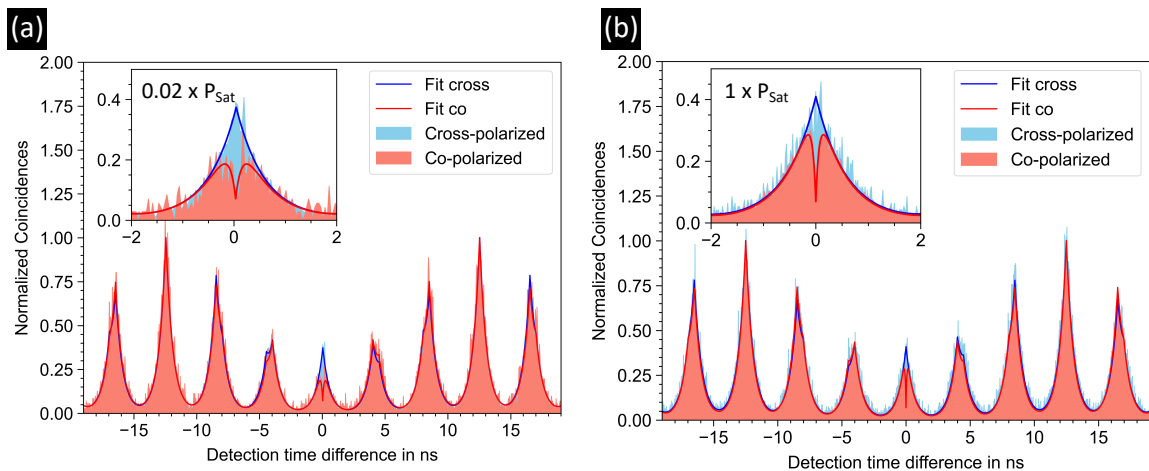 (a)
2.00
1.75
1.50
1.25
1.00
0.75
0.50
0.25
0.00
Normalized Coincidences
0.4
0.2
0.0
0.02 x PSat
−2
0
2
Fit cross
Fit co
Cross-polarized
Co-polarized
-15
-10
-5
0
5
10
15
Detection time difference in ns
(b)
2.00
1.75
1.50
1.25
1.00
0.75
0.50
0.25
0.00
Normalized Coincidences
0.4
0.2
0.0
1 x PSat
−2
0
2
Fit cross
Fit co
Cross-polarized
Co-polarized
−15
−10
−5
0
5
10
15
Detection time difference in ns